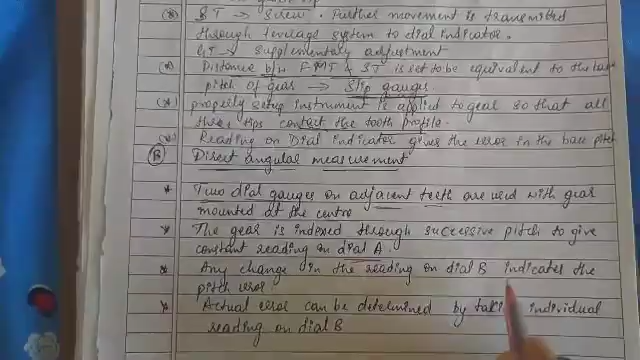 (*) ST → Screw. Further movement is transmitted
through leverage system to dial indicator.
GT → Supplementary adjustment
(*) Distance b/w FMT & ST is set to be equivalent to the base
pitch of gears → Slip gauges
(*) properly setup instrument is applied to gear so that all
three tips contact the tooth profile.
(*) Reading on Dial indicator gives the error in the base pitch
(B) Direct angular measurement
* Two dial gauges on adjacent teeth are used with gear
mounted at the centre
* The gear is indexed through successive pitch to give
constant reading on dial A.
* Any change in the reading on dial B indicates the
pitch error
* Actual error can be determined by individual
reading on dial B